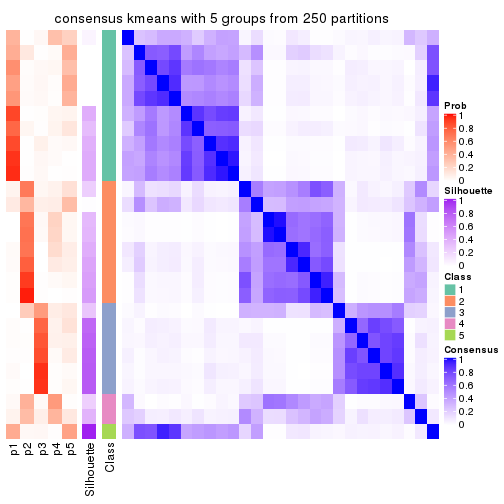 consensus kmeans with 5 groups from 250 partitions
Prob
1
0.8
0.6
0.4
0.2
0
Silhouette
1
0.8
0.6
0.4
0.2
0
Class
1
2
3
4
5
Consensus
1
0.8
0.6
0.4
0.2
0
p1
p2
p3
p4
p5
Silhouette
Class